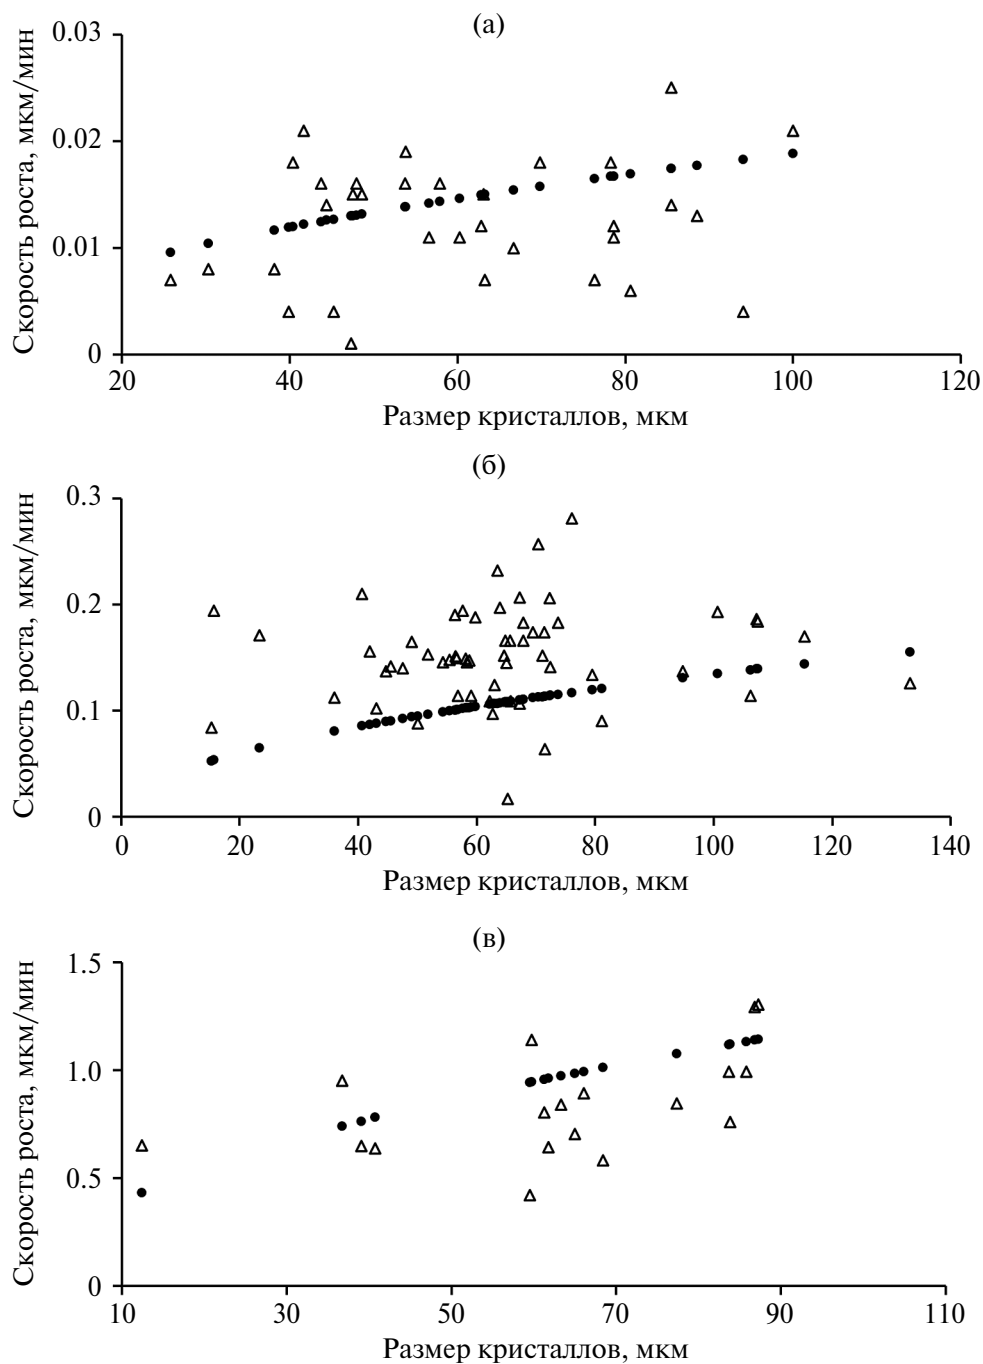 (а)
0.03
0.02
0.01
0
20 40 60 80 100 120
Скорость роста, мкм/мин
Размер кристаллов, мкм
(б)
0.3
0.2
0.1
0
0 20 40 60 80 100 120 140
Скорость роста, мкм/мин
Размер кристаллов, мкм
(в)
1.5
1.0
0.5
0
10 30 50 70 90 110
Скорость роста, мкм/мин
Размер кристаллов, мкм